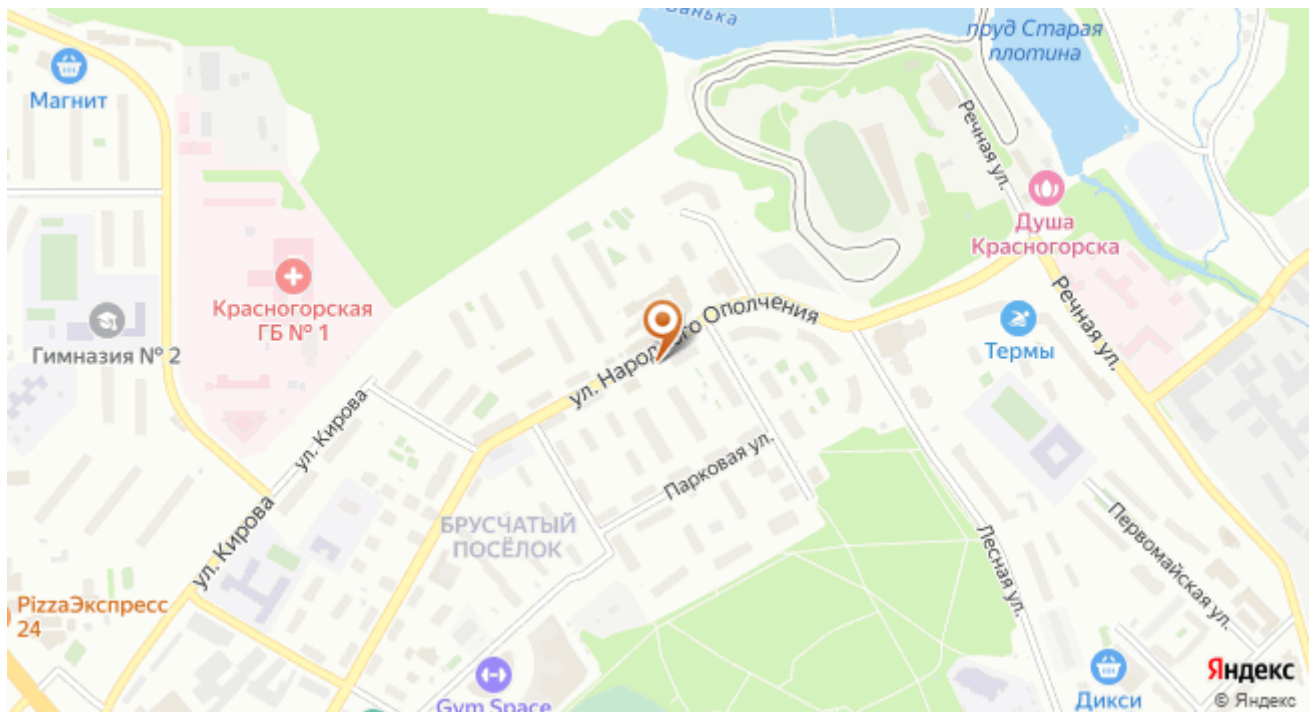 Банька
пруд Старая
плотина
Магнит
Речная ул.
Душа
Красногорска
Красногорская
ГБ № 1
Речная ул.
ул. Народного Ополчения
Термы
Гимназия № 2
ул. Кирова
Парковая ул.
ул. Кирова
БРУСЧАТЫЙ
ПОСЁЛОК
Лесная ул.
Первомайская ул.
PizzaЭкспресс
24
Gym Space
Дикси
Яндекс
© Яндекс